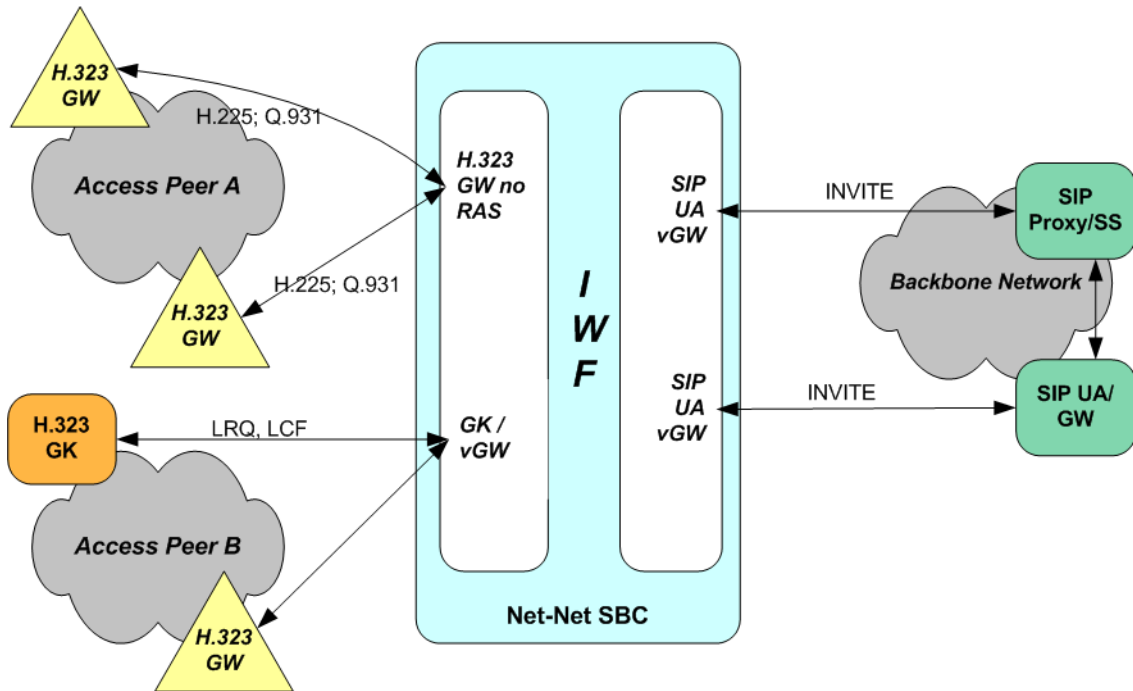 H.323
GW
H.225; Q.931
Access Peer A
H.225; Q.931
H.323
GW
H.323
GK
LRQ, LCF
Access Peer B
H.323
GW
H.323
GW no
RAS
GK /
vGW
I
W
F
SIP
UA
vGW
SIP
UA
vGW
Net-Net SBC
INVITE
SIP
Proxy/SS
Backbone Network
INVITE
SIP UA/
GW